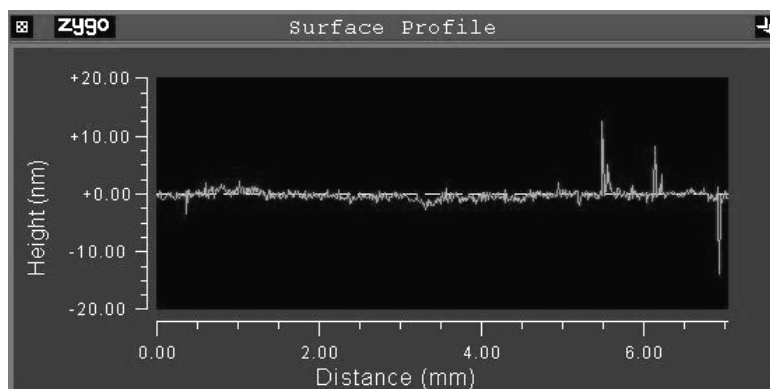 zygo Surface Profile
+20.00
+10.00
+0.00
-10.00
-20.00
Height (nm)
0.00 2.00 4.00 6.00
Distance (mm)